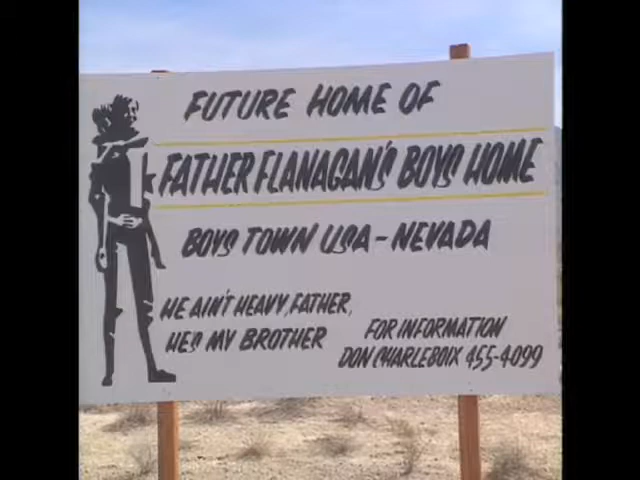 FUTURE HOME OF
FATHER FLANAGAN'S BOYS HOME
BOYS TOWN USA - NEVADA
HE AIN'T HEAVY, FATHER,
HES MY BROTHER
FOR INFORMATION
DON CHARLEBOIX 455-4099